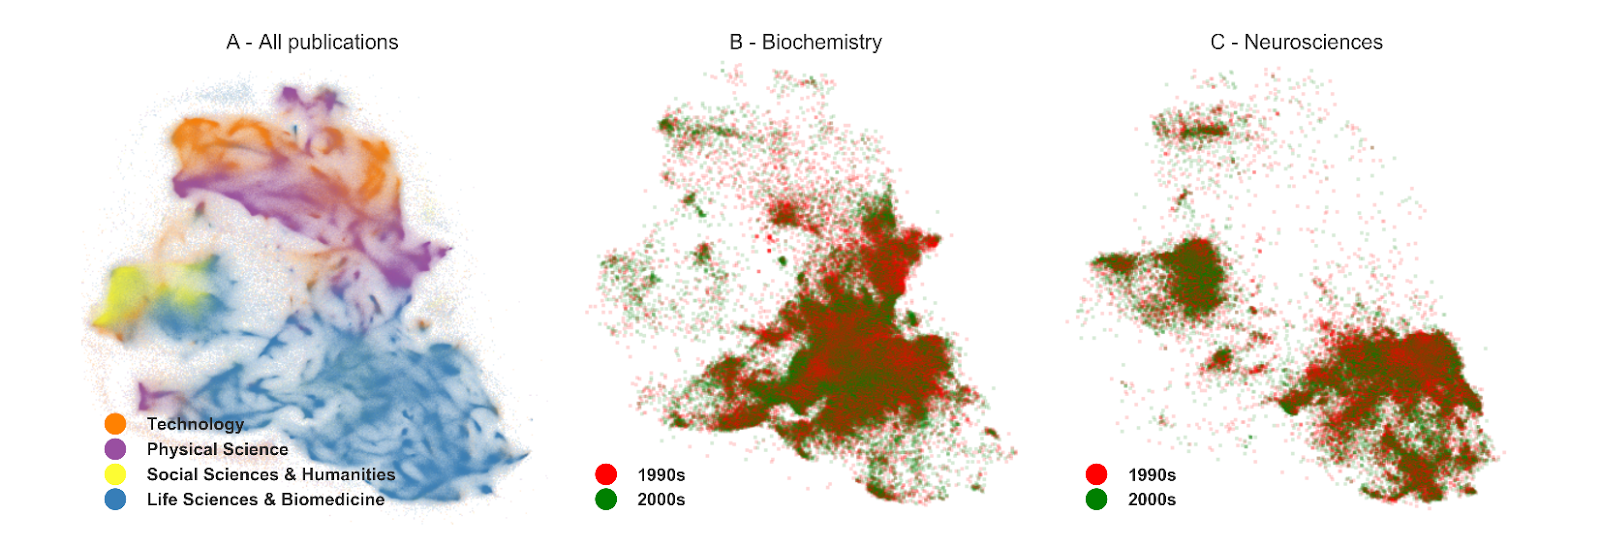 A - All publications
B - Biochemistry
C - Neurosciences
Technology
Physical Science
Social Sciences & Humanities
Life Sciences & Biomedicine
1990s
2000s
1990s
2000s